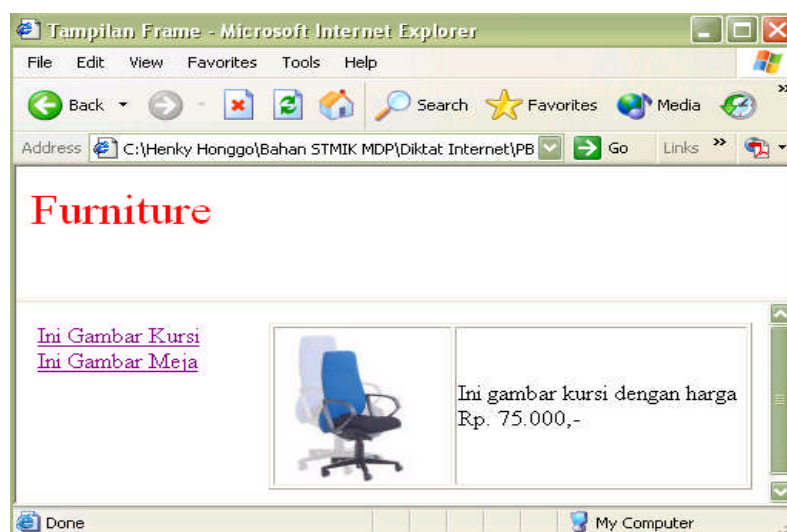 Tampilan Frame - Microsoft Internet Explorer
File Edit View Favorites Tools Help
Back Search Favorites Media »
Address C:\Henky Honggo\Bahan STMIK MDP\Diktat Internet\PB Go Links »
Furniture
Ini Gambar Kursi
Ini Gambar Meja
Ini gambar kursi dengan harga
Rp. 75.000,-
Done My Computer